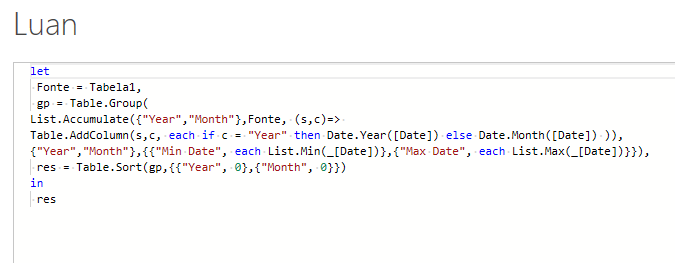 Luan
let
Fonte = Tabela1,
gp = Table.Group(
List.Accumulate({"Year","Month"},Fonte, (s,c)=>
Table.AddColumn(s,c, each if c = "Year" then Date.Year([Date]) else Date.Month([Date]) )),
{"Year","Month"},{{"Min Date", each List.Min(_[Date])},{"Max Date", each List.Max(_[Date])}}),
res = Table.Sort(gp,{{"Year", 0},{"Month", 0}})
in
res